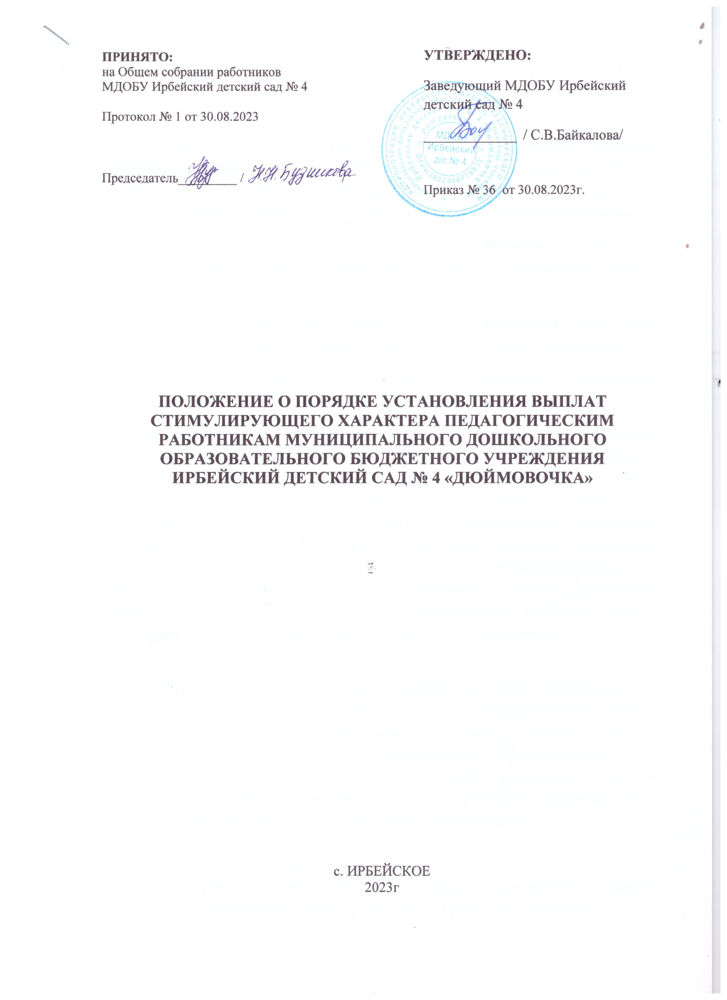 ПРИНЯТО:
на Общем собрании работников
МДОБУ Ирбейский детский сад № 4
Протокол № 1 от 30.08.2023
Председатель__________ / Н.Н. /
УТВЕРЖДЕНО:
Заведующий МДОБУ Ирбейский
детский сад № 4
_______________ / С.В.Байкалова/
Приказ № 36 от 30.08.2023г.
МДОБУ
Ирбейский
д/с № 4
ПОЛОЖЕНИЕ О ПОРЯДКЕ УСТАНОВЛЕНИЯ ВЫПЛАТ
СТИМУЛИРУЮЩЕГО ХАРАКТЕРА ПЕДАГОГИЧЕСКИМ
РАБОТНИКАМ МУНИЦИПАЛЬНОГО ДОШКОЛЬНОГО
ОБРАЗОВАТЕЛЬНОГО БЮДЖЕТНОГО УЧРЕЖДЕНИЯ
ИРБЕЙСКИЙ ДЕТСКИЙ САД № 4 «ДЮЙМОВОЧКА»
с. ИРБЕЙСКОЕ
2023г